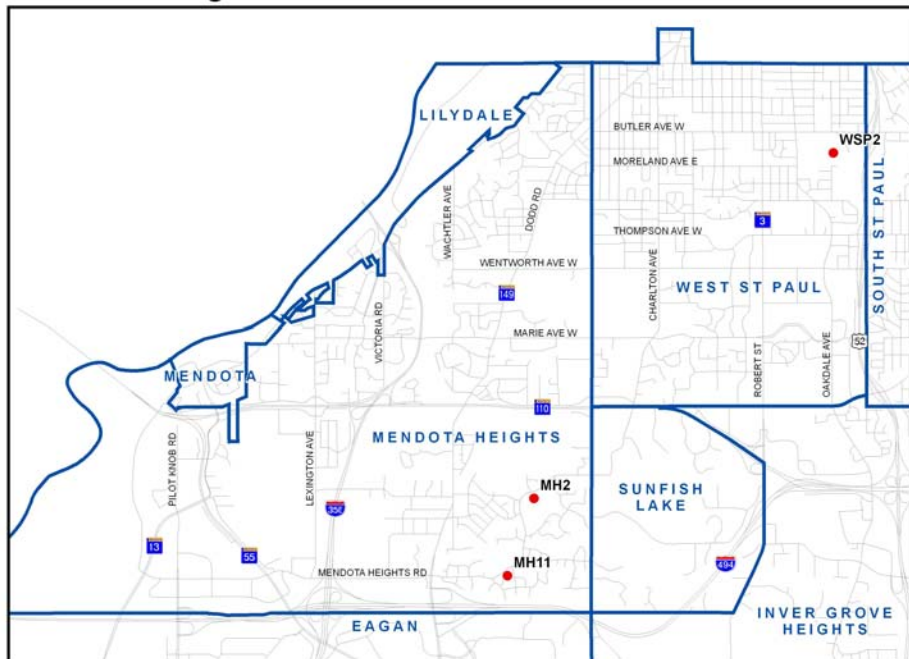 LILYDALE
BUTLER AVE W
WSP2
MORELAND AVE E
WACHTLER AVE
DODD RD
SOUTH ST PAUL
3
THOMPSON AVE W
CHARLTON AVE
WENTWORTH AVE W
WEST ST PAUL
149
VICTORIA RD
MARIE AVE W
52
ROBERT ST
OAKDALE AVE
MENDOTA
110
MENDOTA HEIGHTS
PILOT KNOB RD
LEXINGTON AVE
MH2
SUNFISH
LAKE
35E
13
55
494
MENDOTA HEIGHTS RD
MH11
EAGAN
INVER GROVE
HEIGHTS